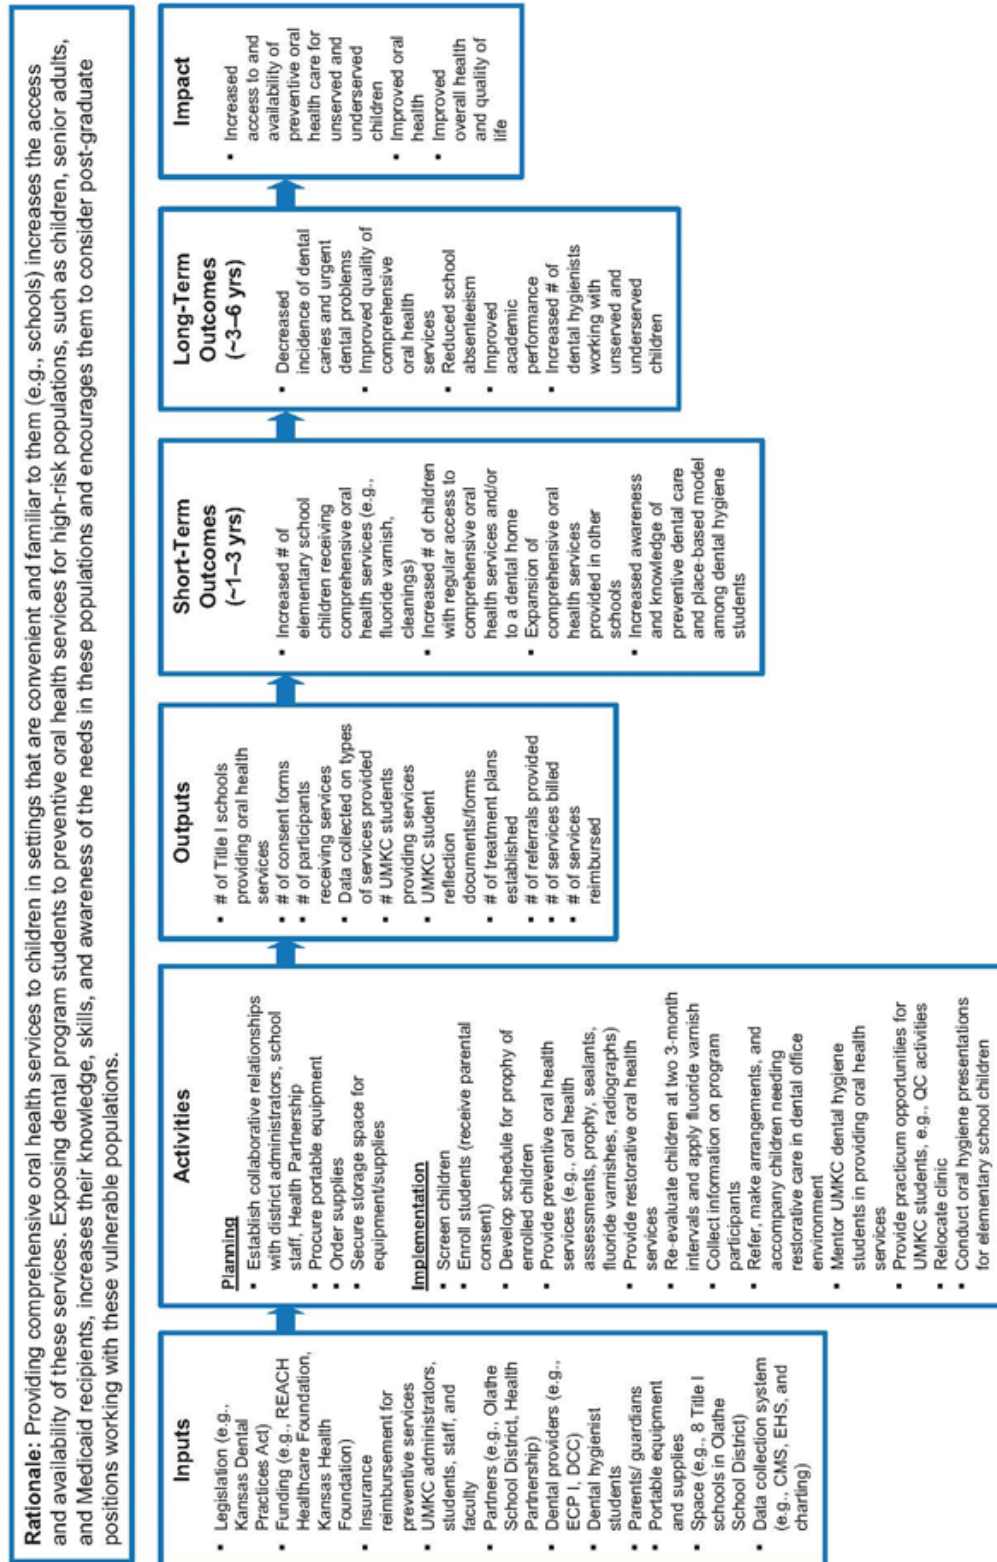 Rationale: Providing comprehensive oral health services to children in settings that are convenient and familiar to them (e.g., schools) increases the access
and availability of these services. Exposing dental program students to preventive oral health services for high-risk populations, such as children, senior adults,
and Medicaid recipients, increases their knowledge, skills, and awareness of the needs in these populations and encourages them to consider post-graduate
positions working with these vulnerable populations.
Inputs
▪ Legislation (e.g.,
Kansas Dental
Practices Act)
▪ Funding (e.g., REACH
Healthcare Foundation,
Kansas Health
Foundation)
▪ Insurance
reimbursement for
preventive services
▪ UMKC administrators,
students, staff, and
faculty
▪ Partners (e.g., Olathe
School District, Health
Partnership)
▪ Dental providers (e.g.,
ECP I, DCC)
▪ Dental hygienist
students
▪ Parents/ guardians
▪ Portable equipment
and supplies
▪ Space (e.g., 8 Title I
schools in Olathe
School District)
▪ Data collection system
(e.g., CMS, EHS, and
charting)
Activities
Planning
▪ Establish collaborative relationships
with district administrators, school
staff, Health Partnership
▪ Procure portable equipment
▪ Order supplies
▪ Secure storage space for
equipment/supplies
Implementation
▪ Screen children
▪ Enroll students (receive parental
consent)
▪ Develop schedule for prophy of
enrolled children
▪ Provide preventive oral health
services (e.g., oral health
assessments, prophy, sealants,
fluoride varnishes, radiographs)
▪ Provide restorative oral health
services
▪ Re-evaluate children at two 3-month
intervals and apply fluoride varnish
▪ Collect information on program
participants
▪ Refer, make arrangements, and
accompany children needing
restorative care in dental office
environment
▪ Mentor UMKC dental hygiene
students in providing oral health
services
▪ Provide practicum opportunities for
UMKC students, e.g., QC activities
▪ Relocate clinic
▪ Conduct oral hygiene presentations
for elementary school children
Outputs
▪ # of Title I schools
providing oral health
services
▪ # of consent forms
▪ # of participants
receiving services
▪ Data collected on types
of services provided
▪ # UMKC students
providing services
▪ UMKC student
reflection
documents/forms
▪ # of treatment plans
established
▪ # of referrals provided
▪ # of services billed
▪ # of services
reimbursed
Short-Term
Outcomes
(~1–3 yrs)
▪ Increased # of
elementary school
children receiving
comprehensive oral
health services (e.g.,
fluoride varnish,
cleanings)
▪ Increased # of children
with regular access to
comprehensive oral
health services and/or
to a dental home
▪ Expansion of
comprehensive oral
health services
provided in other
schools
▪ Increased awareness
and knowledge of
preventive dental care
and place-based model
among dental hygiene
students
Long-Term
Outcomes
(~3–6 yrs)
▪ Decreased
incidence of dental
caries and urgent
dental problems
▪ Improved quality of
comprehensive
oral health
services
▪ Reduced school
absenteeism
▪ Improved
academic
performance
▪ Increased # of
dental hygienists
working with
unserved and
underserved
children
Impact
▪ Increased
access to and
availability of
preventive oral
health care for
unserved and
underserved
children
▪ Improved oral
health
▪ Improved
overall health
and quality of
life